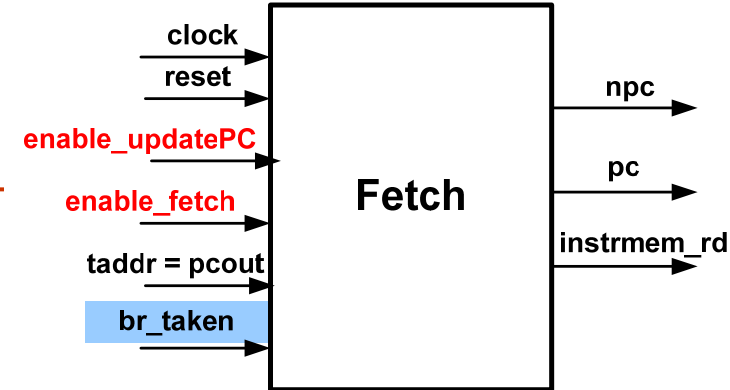 clock
reset
enable_updatePC
enable_fetch
taddr = pcout
br_taken
Fetch
npc
pc
instrmem_rd